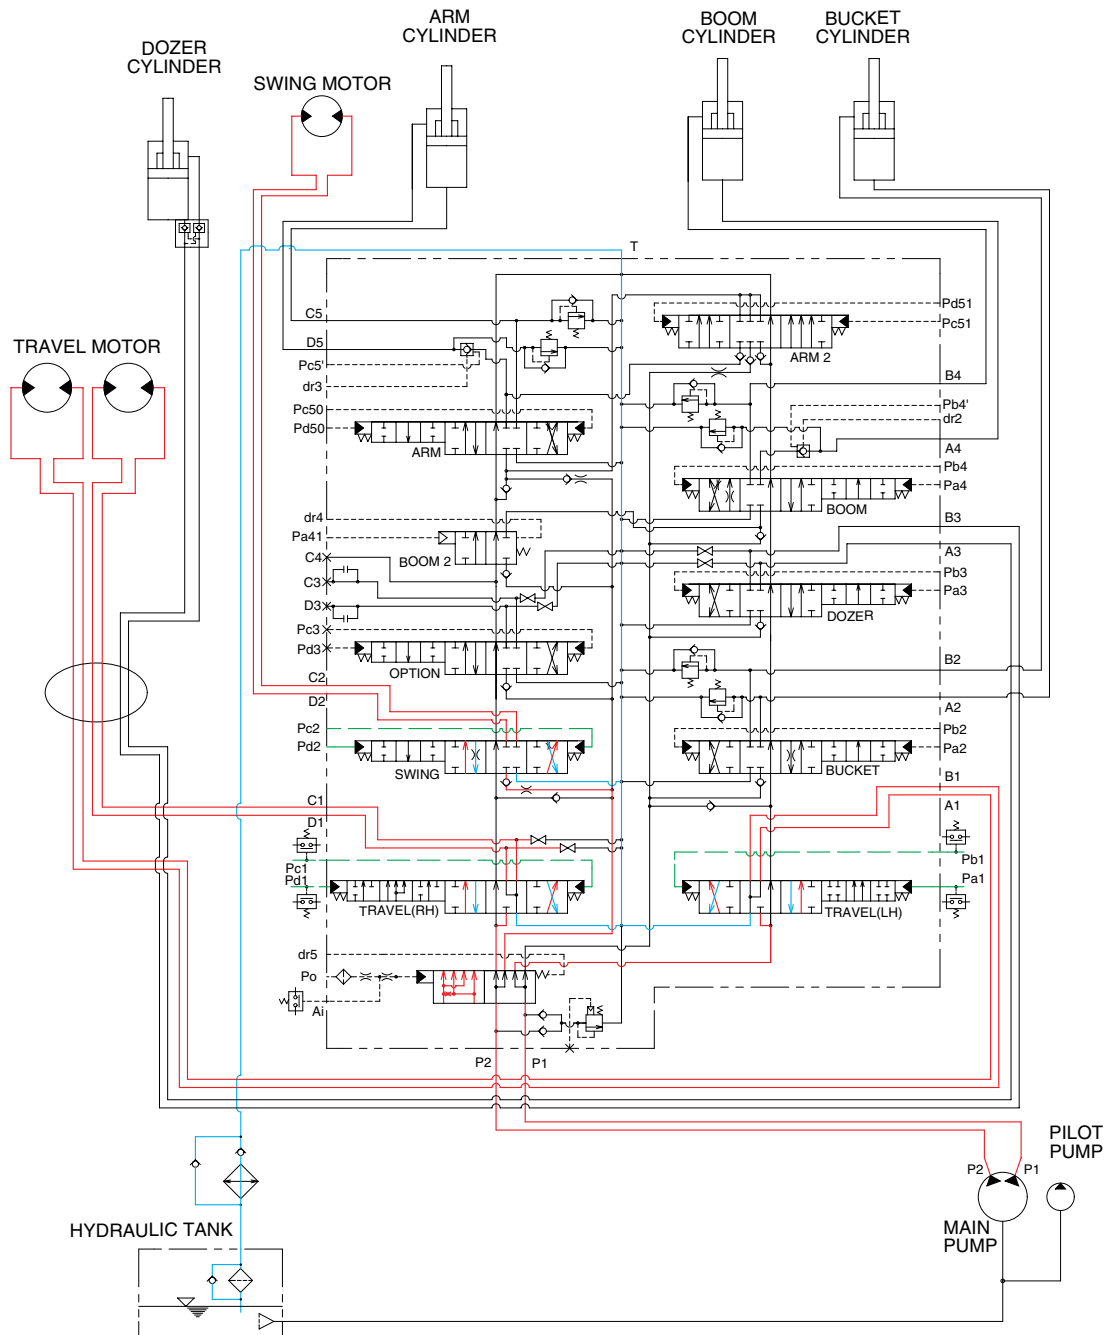 ARM
CYLINDER
BOOM
CYLINDER
BUCKET
CYLINDER
DOZER
CYLINDER
SWING MOTOR
TRAVEL MOTOR
T
C5
D5
Pc5'
dr3
Pc50
Pd50
ARM
Pd51
Pc51
ARM 2
B4
Pb4'
dr2
A4
Pb4
Pa4
BOOM
dr4
Pa41
BOOM 2
C4
C3
D3
Pc3
Pd3
OPTION
B3
A3
Pb3
Pa3
DOZER
C2
D2
Pc2
Pd2
SWING
B2
A2
Pb2
Pa2
BUCKET
C1
D1
Pc1
Pd1
TRAVEL(RH)
B1
A1
Pb1
Pa1
TRAVEL(LH)
dr5
Po
Ai
P2
P1
P2
P1
PILOT
PUMP
MAIN
PUMP
HYDRAULIC TANK